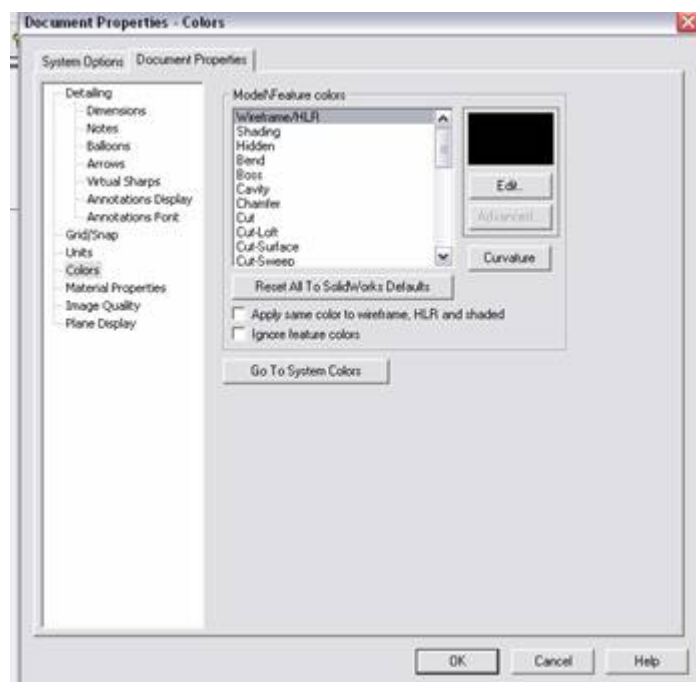 Document Properties - Colors
System Options Document Properties
Detailing
Dimensions
Notes
Balloons
Arrows
Virtual Sharps
Annotations Display
Annotations Font
Grid/Snap
Units
Colors
Material Properties
Image Quality
Plane Display
Model\Feature colors
Wireframe/HLR
Shading
Hidden
Bend
Boss
Cavity
Chamfer
Cut
Cut-Loft
Cut-Surface
Cut-Sweep
Edit...
Advanced...
Curvature
Reset All To SolidWorks Defaults
Apply same color to wireframe, HLR and shaded
Ignore feature colors
Go To System Colors
OK Cancel Help